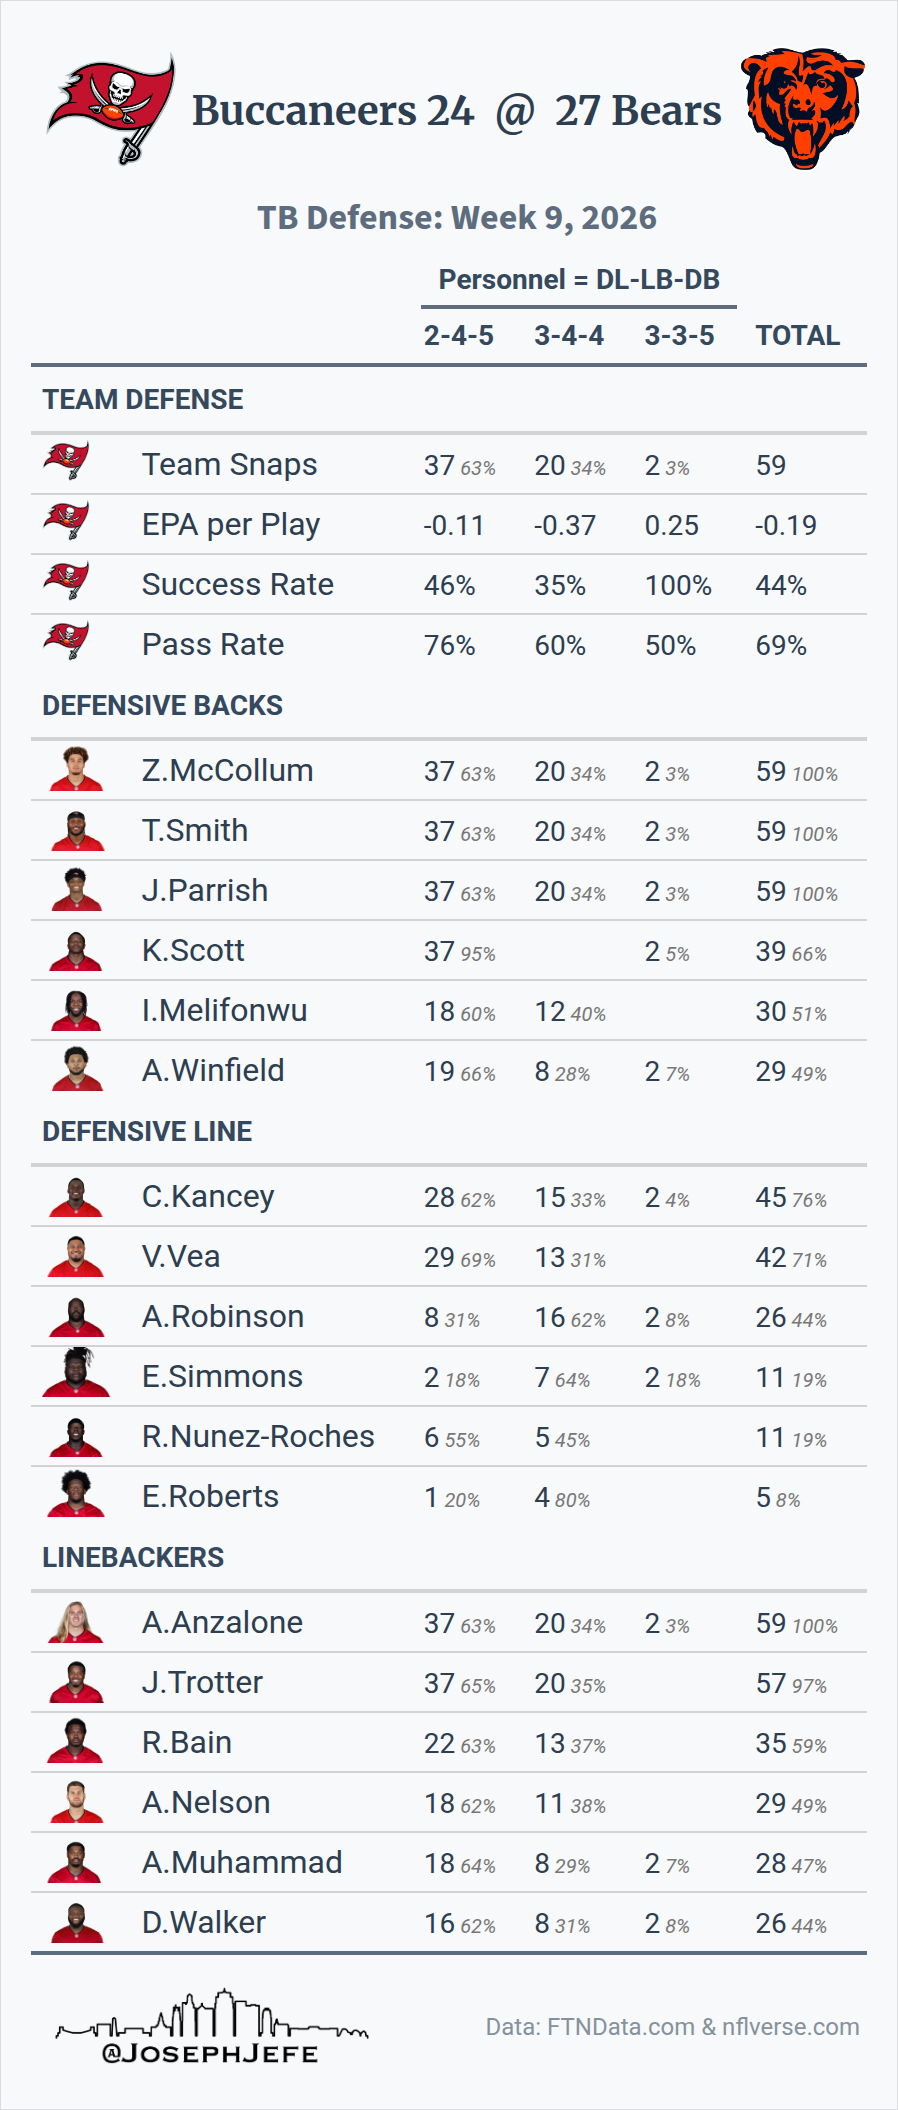 Buccaneers 24 @ 27 Bears
TB Defense: Week 9, 2026
Personnel = DL-LB-DB
2-4-5 3-4-4 3-3-5 TOTAL
TEAM DEFENSE
Team Snaps 37 63% 20 34% 2 3% 59
EPA per Play -0.11 -0.37 0.25 -0.19
Success Rate 46% 35% 100% 44%
Pass Rate 76% 60% 50% 69%
DEFENSIVE BACKS
Z.McCollum 37 63% 20 34% 2 3% 59 100%
T.Smith 37 63% 20 34% 2 3% 59 100%
J.Parrish 37 63% 20 34% 2 3% 59 100%
K.Scott 37 95% 2 5% 39 66%
I.Melifonwu 18 60% 12 40% 30 51%
A.Winfield 19 66% 8 28% 2 7% 29 49%
DEFENSIVE LINE
C.Kancey 28 62% 15 33% 2 4% 45 76%
V.Vea 29 69% 13 31% 42 71%
A.Robinson 8 31% 16 62% 2 8% 26 44%
E.Simmons 2 18% 7 64% 2 18% 11 19%
R.Nunez-Roches 6 55% 5 45% 11 19%
E.Roberts 1 20% 4 80% 5 8%
LINEBACKERS
A.Anzalone 37 63% 20 34% 2 3% 59 100%
J.Trotter 37 65% 20 35% 57 97%
R.Bain 22 63% 13 37% 35 59%
A.Nelson 18 62% 11 38% 29 49%
A.Muhammad 18 64% 8 29% 2 7% 28 47%
D.Walker 16 62% 8 31% 2 8% 26 44%
@JOSEPHJEFE
Data: FTNData.com & nflverse.com